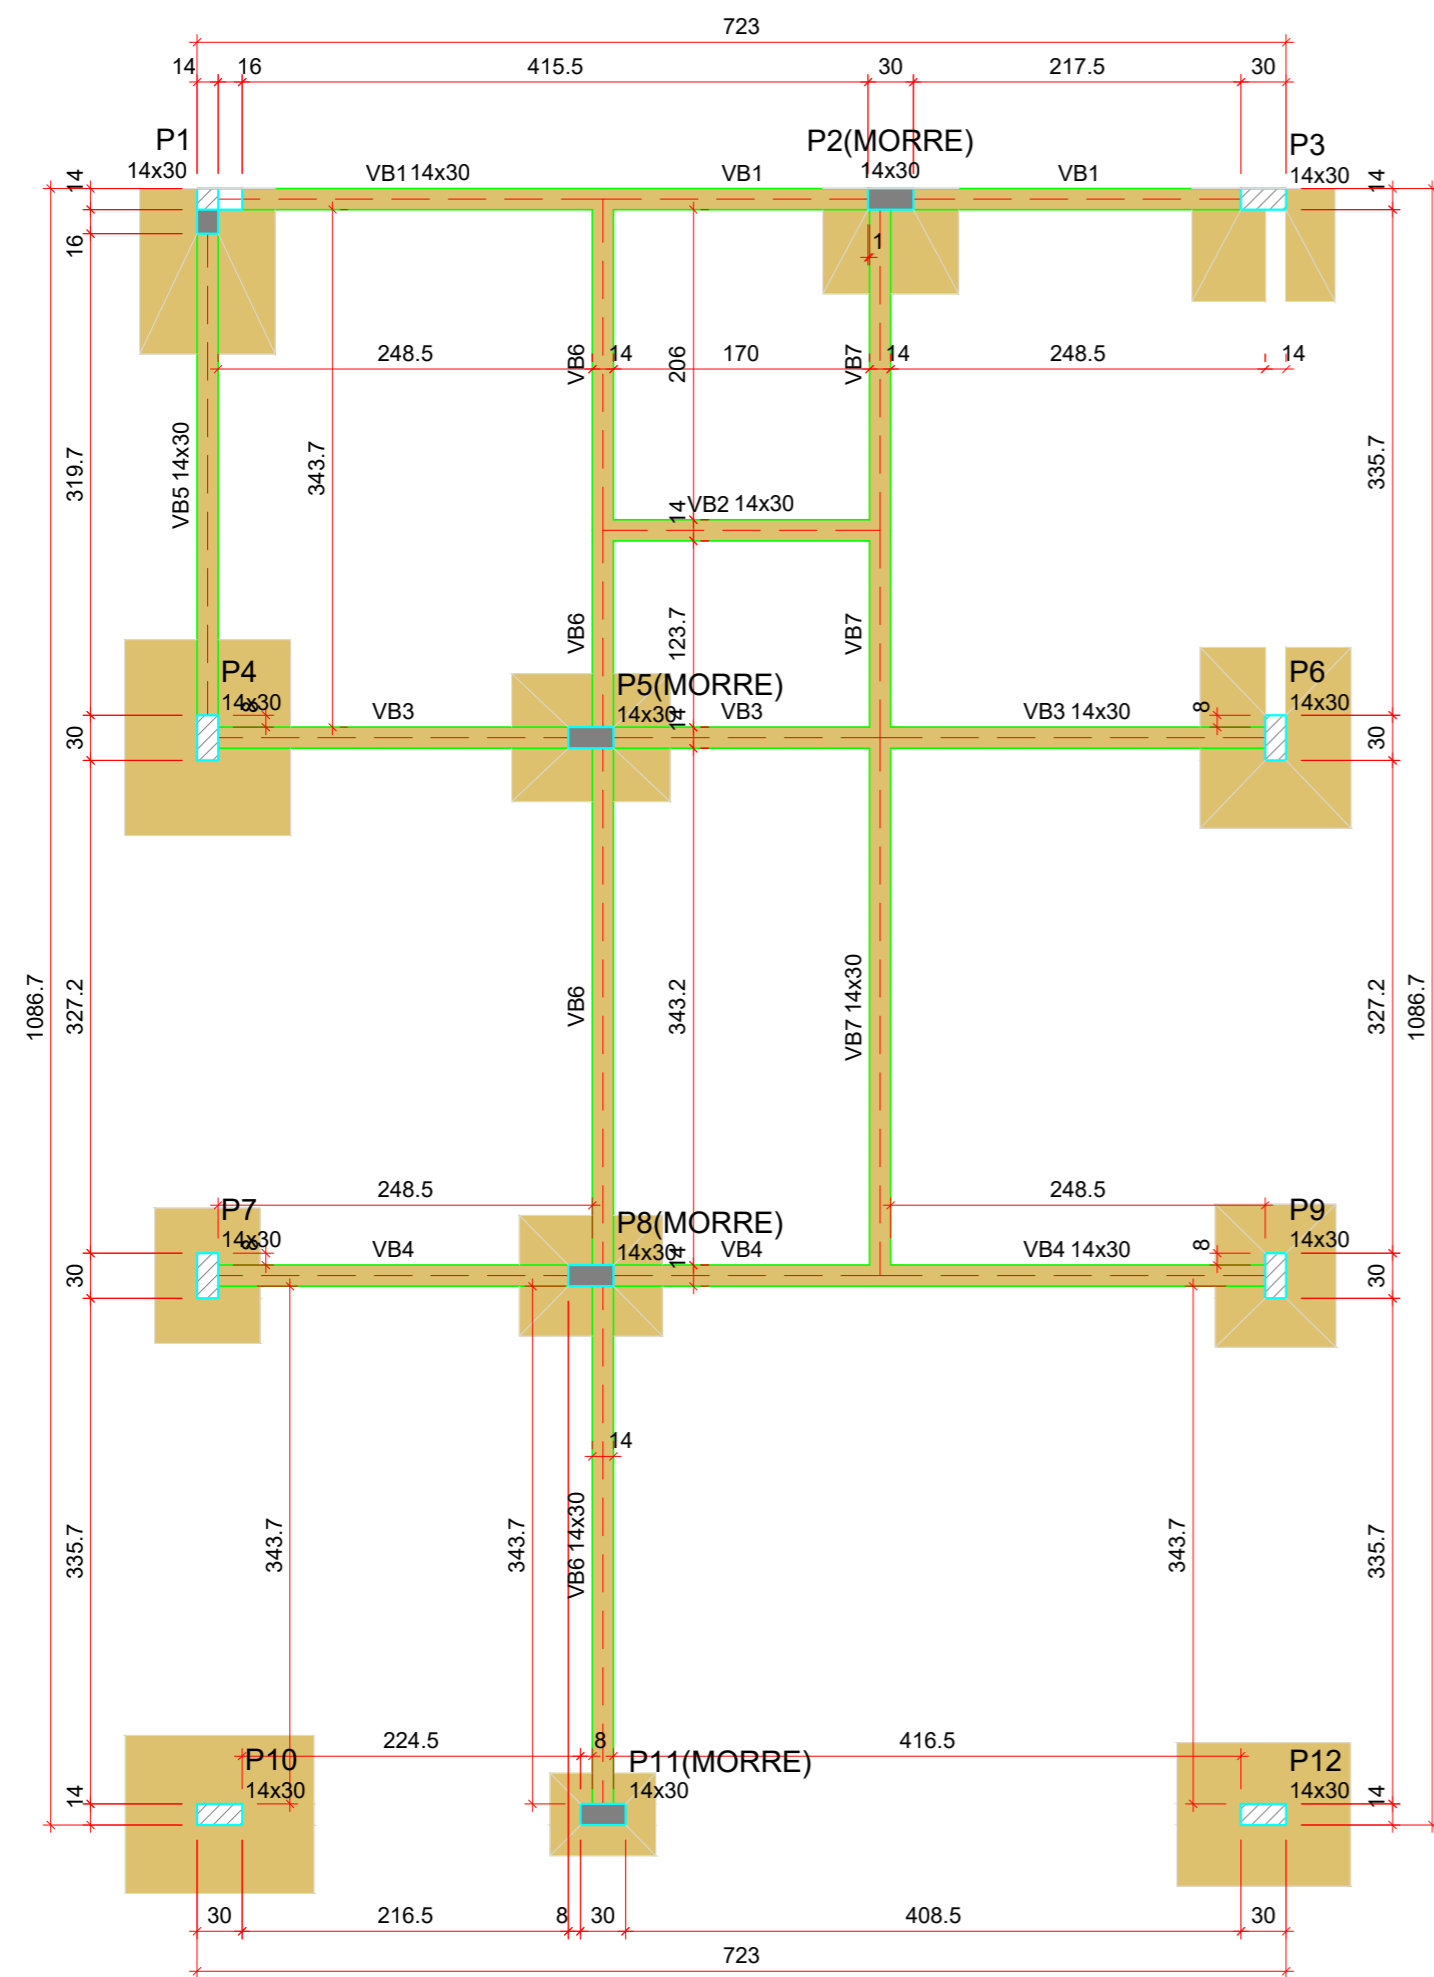 723
14 16 415.5 30 217.5 30
P1 P2(MORRE) P3
14x30 VB1 14x30 VB1 14x30 VB1 14x30
14 14
16 1
248.5 VB6 14 170 VB7 14 248.5 14
206
319.7 VB5 14x30 343.7 335.7
14 VB2 14x30
VB6 123.7 VB7
P4 P5(MORRE) P6
14x30 8 VB3 14x30 14 VB3 VB3 14x30 8 14x30
30 30
1086.7 327.2 VB6 343.2 VB7 14x30 327.2 1086.7
248.5 248.5
P7 P8(MORRE) P9
14x30 8 VB4 14x30 14 VB4 VB4 14x30 8 14x30
30 30
14
335.7 343.7 343.7 VB6 14x30 343.7 335.7
224.5 8 416.5
P10 P11(MORRE) P12
14x30 14x30 14x30
14 14
30 216.5 8 30 408.5 30
723